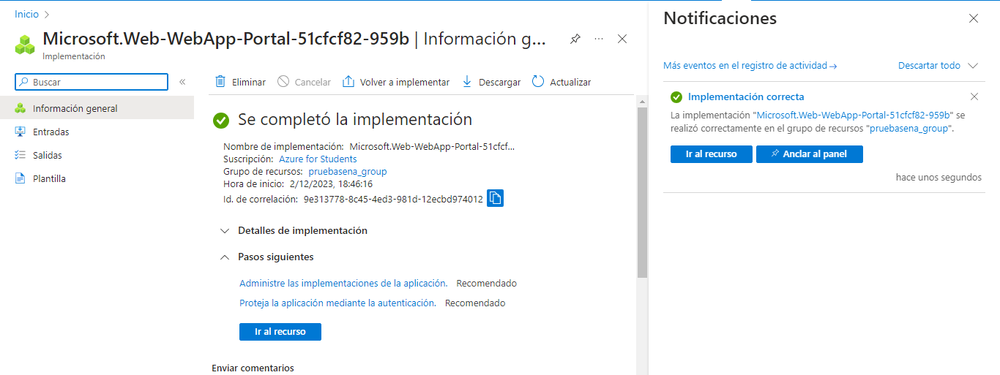 Inicio >
Microsoft.Web-WebApp-Portal-51cfcf82-959b | Información g...
Implementación
Buscar
Información general
Entradas
Salidas
Plantilla
Eliminar Cancelar Volver a implementar Descargar Actualizar
Se completó la implementación
Nombre de implementación: Microsoft.Web-WebApp-Portal-51cfcf...
Suscripción: Azure for Students
Grupo de recursos: pruebasena_group
Hora de inicio: 2/12/2023, 18:46:16
Id. de correlación: 9e313778-8c45-4ed3-981d-12ecbd974012
Detalles de implementación
Pasos siguientes
Administre las implementaciones de la aplicación. Recomendado
Proteja la aplicación mediante la autenticación. Recomendado
Ir al recurso
Enviar comentarios
Notificaciones
Más eventos en el registro de actividad → Descartar todo
Implementación correcta
La implementación "Microsoft.Web-WebApp-Portal-51cfcf82-959b" se
realizó correctamente en el grupo de recursos "pruebasena_group".
Ir al recurso Anclar al panel
hace unos segundos